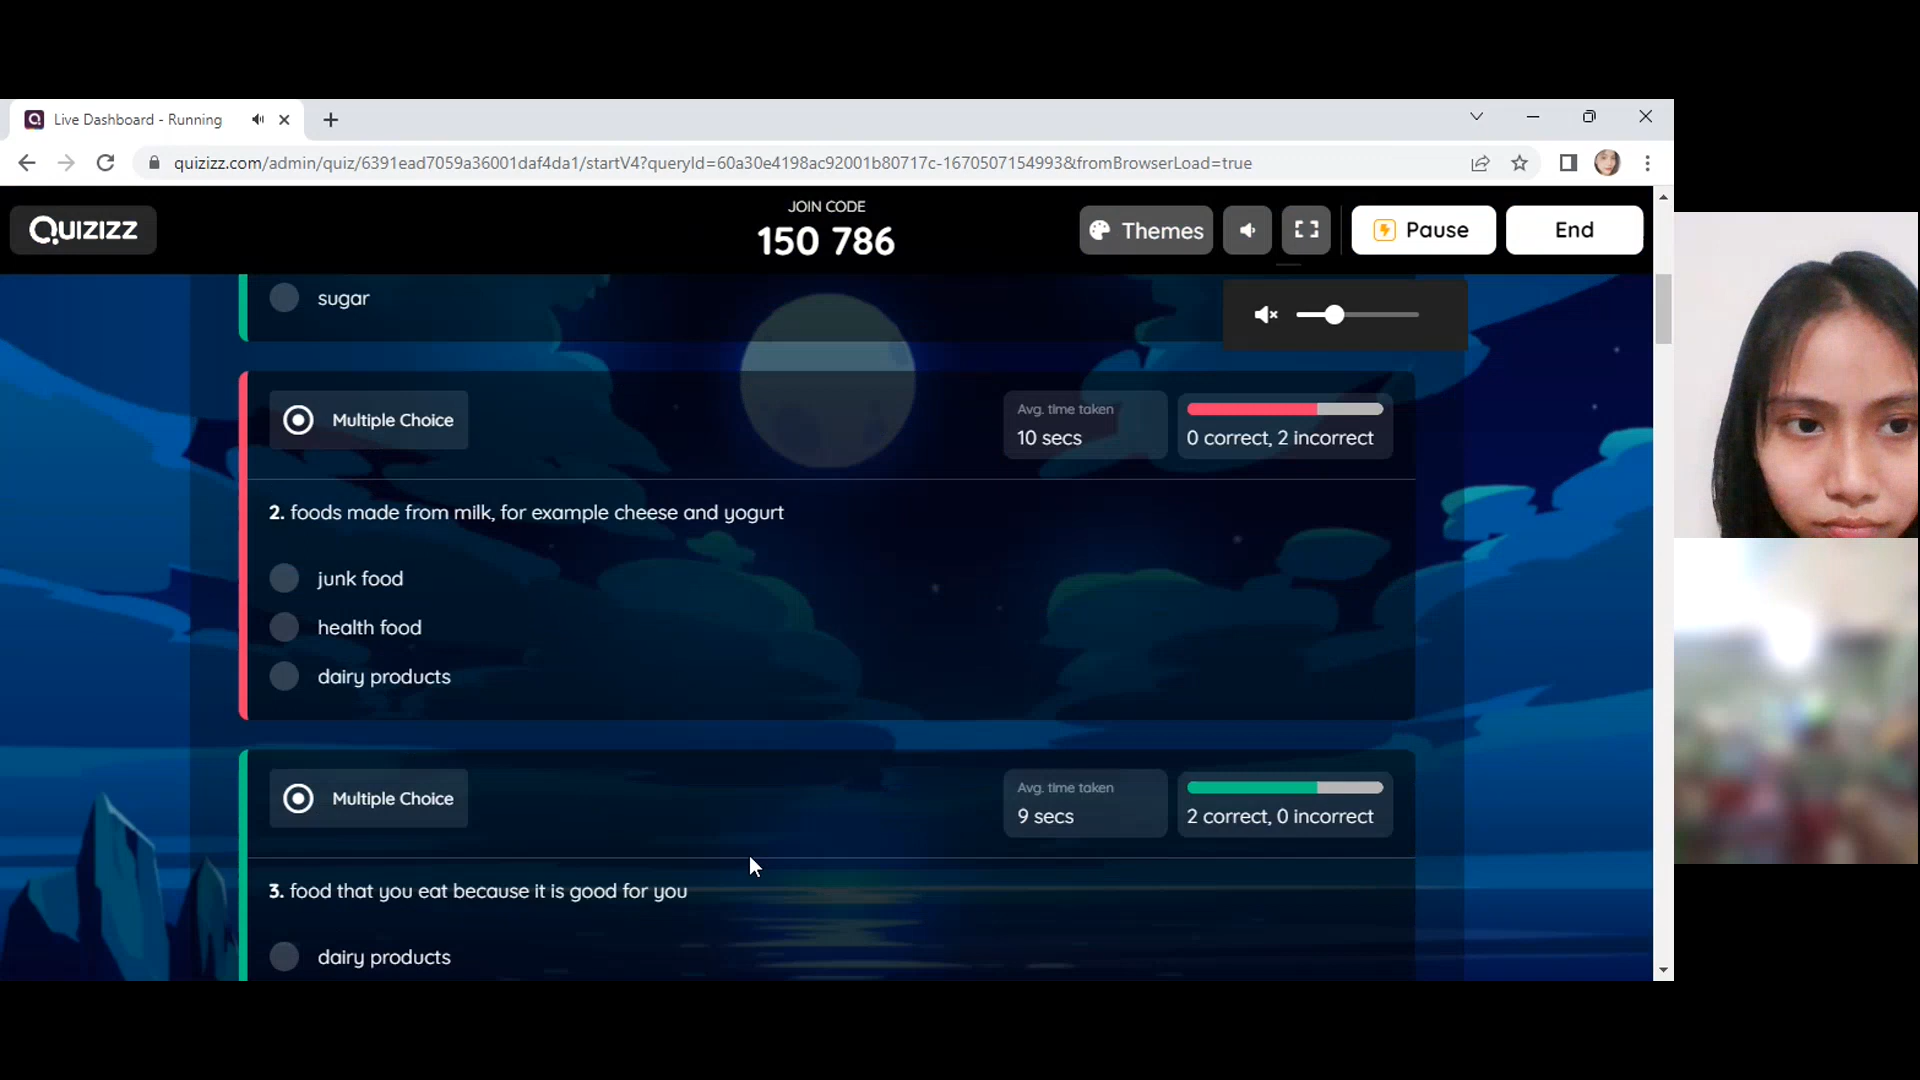 Live Dashboard - Running
quizizz.com/admin/quiz/6391ead7059a36001daf4da1/startV4?queryId=60a30e4198ac92001b80717c-1670507154993&fromBrowserLoad=true
QUIZIZZ
JOIN CODE
150 786
Themes
Pause
End
sugar
Multiple Choice
Avg. time taken
10 secs
0 correct, 2 incorrect
2. foods made from milk, for example cheese and yogurt
junk food
health food
dairy products
Multiple Choice
Avg. time taken
9 secs
2 correct, 0 incorrect
3. food that you eat because it is good for you
dairy products